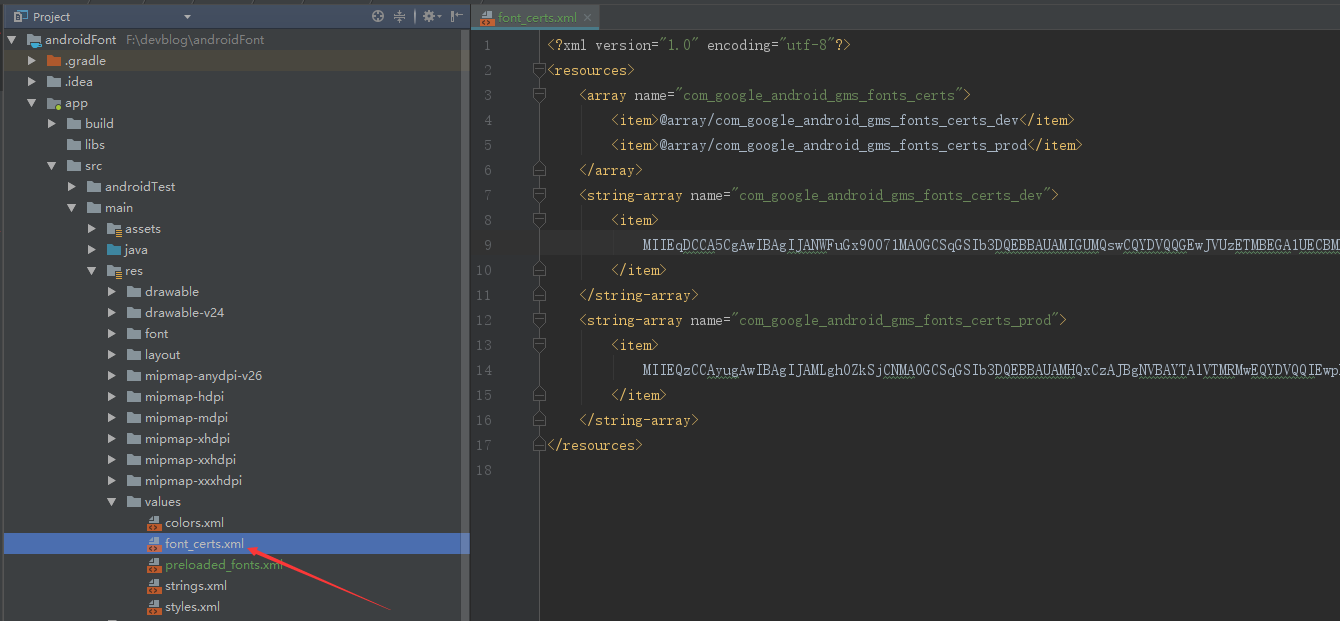 Project
androidFont F:\devblog\androidFont
.gradle
.idea
app
build
libs
src
androidTest
main
assets
java
res
drawable
drawable-v24
font
layout
mipmap-anydpi-v26
mipmap-hdpi
mipmap-mdpi
mipmap-xhdpi
mipmap-xxhdpi
mipmap-xxxhdpi
values
colors.xml
font_certs.xml
preloaded_fonts.xml
strings.xml
styles.xml
font_certs.xml
1 <?xml version="1.0" encoding="utf-8"?>
2 <resources>
3 <array name="com_google_android_gms_fonts_certs">
4 <item>@array/com_google_android_gms_fonts_certs_dev</item>
5 <item>@array/com_google_android_gms_fonts_certs_prod</item>
6 </array>
7 <string-array name="com_google_android_gms_fonts_certs_dev">
8 <item>
9 MIIEqDCCA5CgAwIBAgIJANWFuGx90071MA0GCSqGSIb3DQEBBAUAMIGUMQswCQYDVQQGEwJVUzETMBEGA1UECBM
10 </item>
11 </string-array>
12 <string-array name="com_google_android_gms_fonts_certs_prod">
13 <item>
14 MIIEQzCCAyugAwIBAgIJAMLgh0ZkSjCNMA0GCSqGSIb3DQEBBAUAMHQxCzAJBgNVBAYTAlVTMRMwEQYDVQQIEwp
15 </item>
16 </string-array>
17 </resources>
18